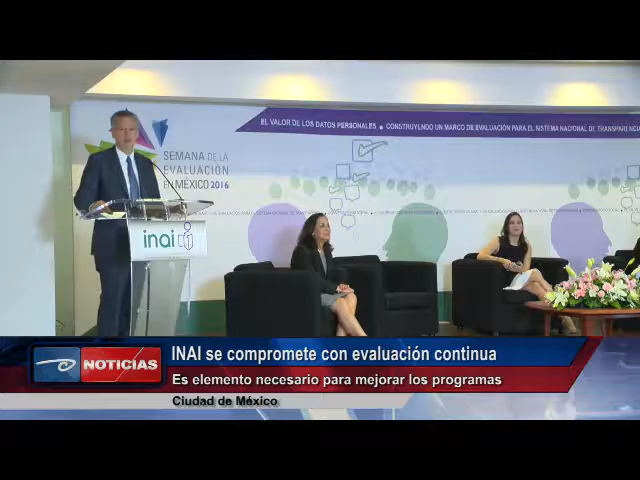 EL VALOR DE LOS DATOS PERSONALES • CONSTRUYENDO UN MARCO DE EVALUACIÓN PARA EL SISTEMA NACIONAL DE TRANSPARENCIA
SEMANA DE LA
EVALUACIÓN
EN MÉXICO 2016
inai
INAI se compromete con evaluación continua
NOTICIAS
Es elemento necesario para mejorar los programas
Ciudad de México